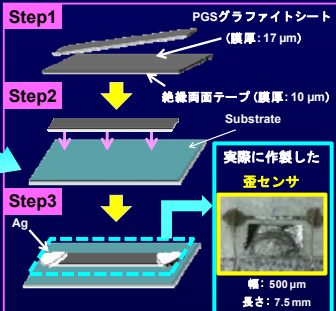 Step1
PGSグラファイトシート
(膜厚:17 μm)
Step2
絶縁両面テープ(膜厚:10 μm)
Substrate
Step3
Ag
実際に作製した
歪センサ
幅: 500 μm
長さ: 7.5 mm